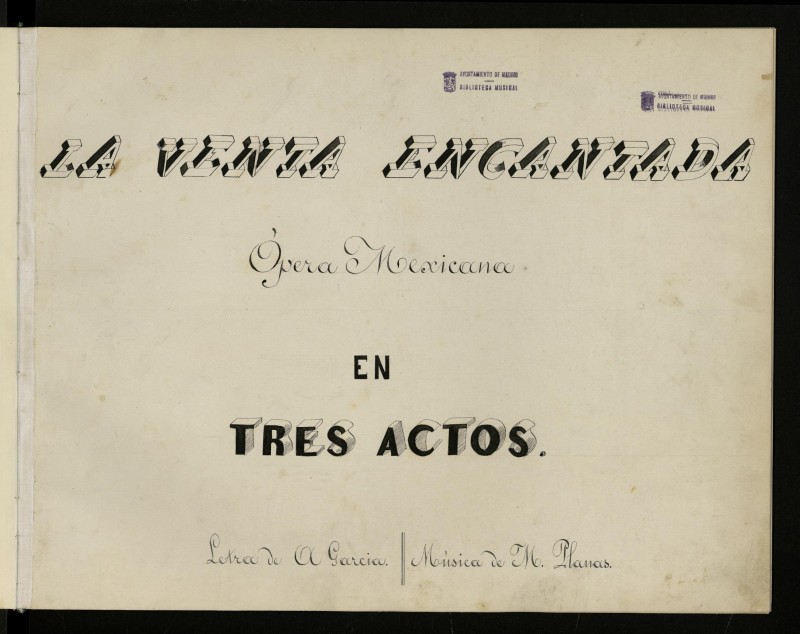 AYUNTAMIENTO DE MADRID
BIBLIOTECA MUSICAL
AYUNTAMIENTO DE MADRID
BIBLIOTECA MUSICAL
LA VENTA ENCANTADA
Ópera Mexicana
EN
TRES ACTOS.
Letra de A Garcia. Música de M. Planas.